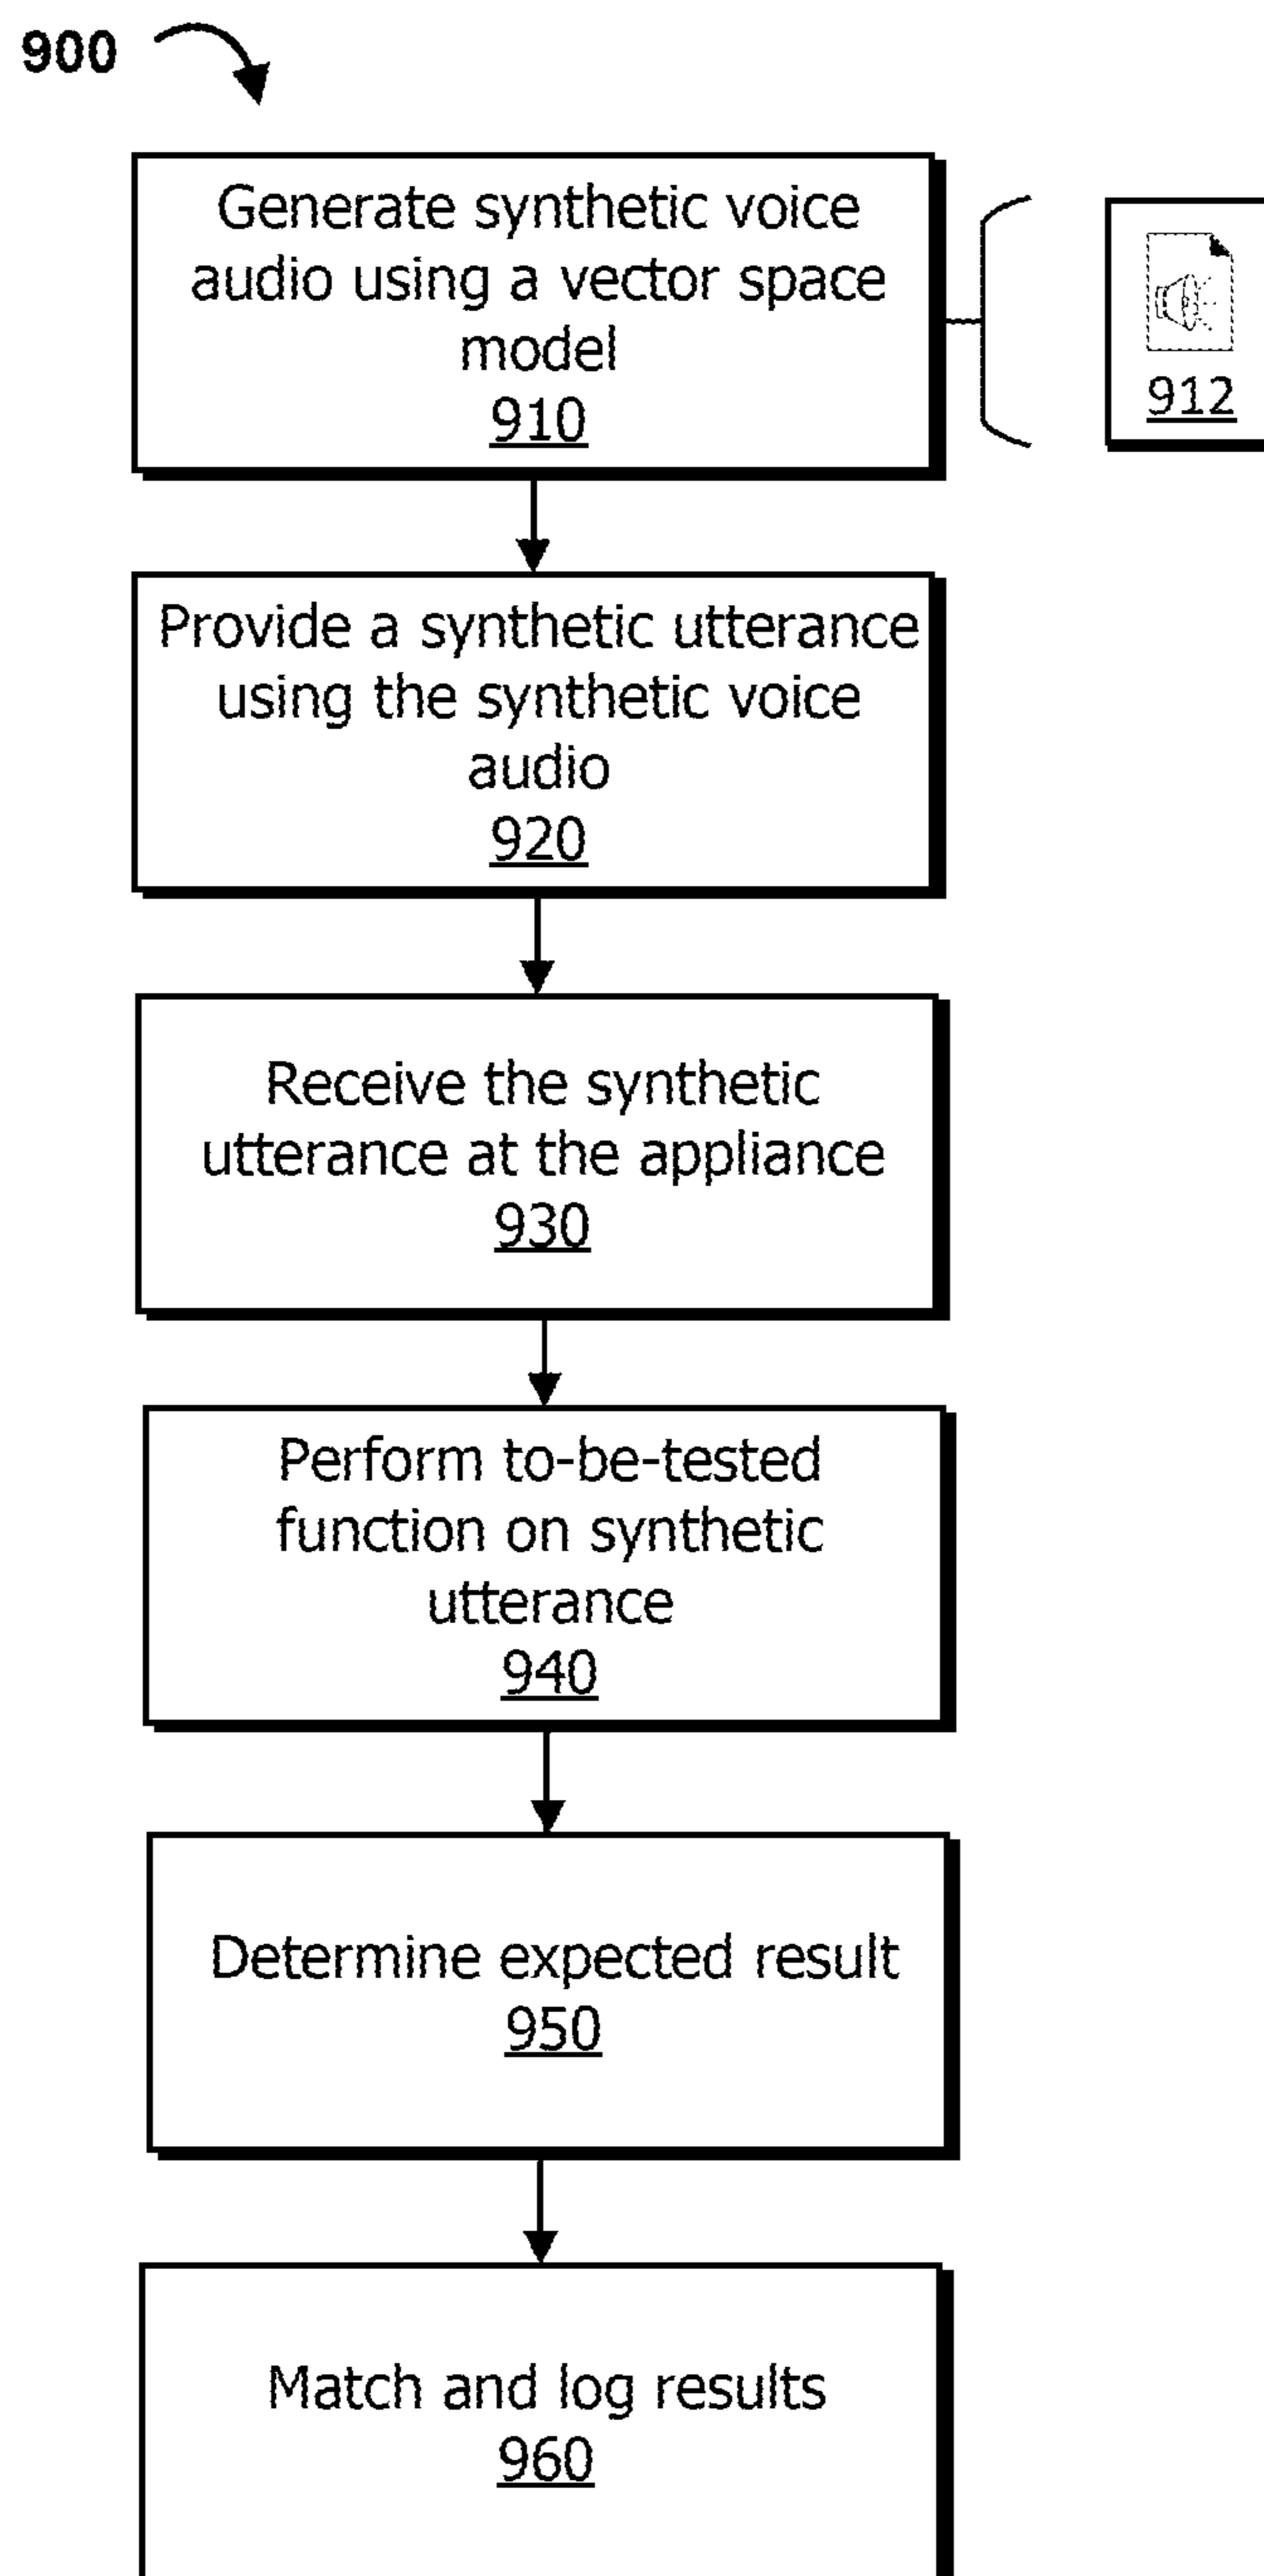 900
Generate synthetic voice
audio using a vector space
model
910
912
Provide a synthetic utterance
using the synthetic voice
audio
920
Receive the synthetic
utterance at the appliance
930
Perform to-be-tested
function on synthetic
utterance
940
Determine expected result
950
Match and log results
960